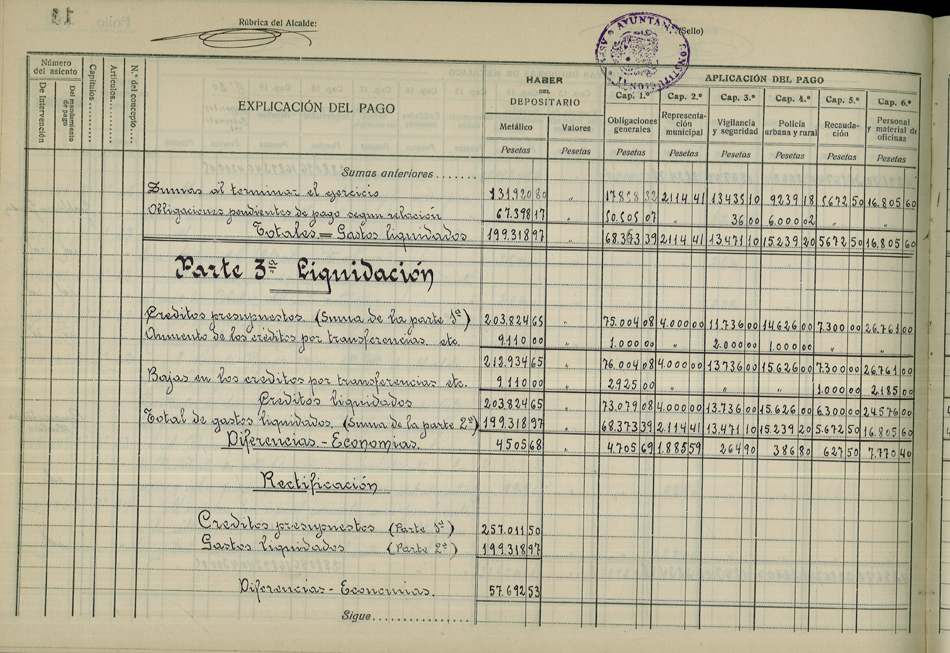 Rúbrica del Alcalde:
(Sello)
AYUNTA CONSTITUCIONAL
Número del asiento
De Intervención
Del mandamiento de pago
Capítulos
Artículos
N.º del concepto
EXPLICACIÓN DEL PAGO
HABER DEL DEPOSITARIO
Metálico Valores
Pesetas Pesetas
APLICACIÓN DEL PAGO
Cap. 1.º Cap. 2.º Cap. 3.º Cap. 4.º Cap. 5.º Cap. 6.º
Obligaciones generales
Representación municipal
Vigilancia y seguridad
Policía urbana y rural
Recaudación
Personal y material de oficinas
Pesetas Pesetas Pesetas Pesetas Pesetas Pesetas
Sumas anteriores . . . . . . .
Sumas al terminar el ejercicio 131.920 80 " 17.868 32 2.114 41 13.435 10 9.239 18 5.672 50 16.805 60
Obligaciones pendientes de pago segun relación 67.398 17 " 50.505 07 36 00 6.000 02 "
Totales = Gastos liquidados 199.318 97 " 68.373 39 2.114 41 13.471 10 15.239 20 5.672 50 16.805 60
Parte 3ª Liquidación
Creditos presupuestos. (Suma de la parte 1ª) 203.824 65 " 75.004 08 4.000 00 11.736 00 14.626 00 7.300 00 26.761 00
Aumento de los créditos por transferencias. etc. 9.110 00 " 1.000 00 " 2.000 00 1.000 00 " "
212.934 65 " 76.004 08 4.000 00 13.736 00 15.626 00 7.300 00 26.761 00
Bajas en los creditos por transferencias etc. 9.110 00 " 2.925 00 " " " 1.000 00 2.185 00
Creditos liquidados 203.824 65 " 73.079 08 4.000 00 13.736 00 15.626 00 6.300 00 24.576 00
Total de gastos liquidados. (Suma de la parte 2ª) 199.318 97 " 68.373 39 2.114 41 13.471 10 15.239 20 5.672 50 16.805 60
Diferencias.- Economias. 4.505 68 " 4.705 69 1.885 59 264 90 386 80 627 50 7.770 40
Rectificación
Creditos presupuestos (Parte 1ª) 257.011 50
Gastos liquidados (Parte 2ª) 199.318 97
Diferencias - Economias. 57.692 53
Sigue . . . . . . . . . . . . . . . .